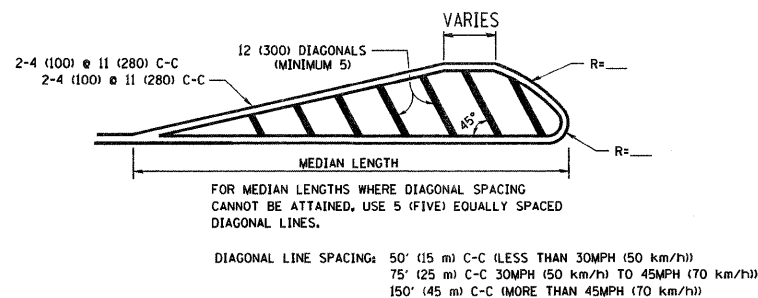 VARIES
12 (300) DIAGONALS
(MINIMUM 5)
2-4 (100) @ 11 (280) C-C
2-4 (100) @ 11 (280) C-C
R=___
45°
R=___
MEDIAN LENGTH
FOR MEDIAN LENGTHS WHERE DIAGONAL SPACING
CANNOT BE ATTAINED, USE 5 (FIVE) EQUALLY SPACED
DIAGONAL LINES.
DIAGONAL LINE SPACING: 50' (15 m) C-C (LESS THAN 30MPH (50 km/h))
75' (25 m) C-C 30MPH (50 km/h) TO 45MPH (70 km/h))
150' (45 m) C-C (MORE THAN 45MPH (70 km/h))